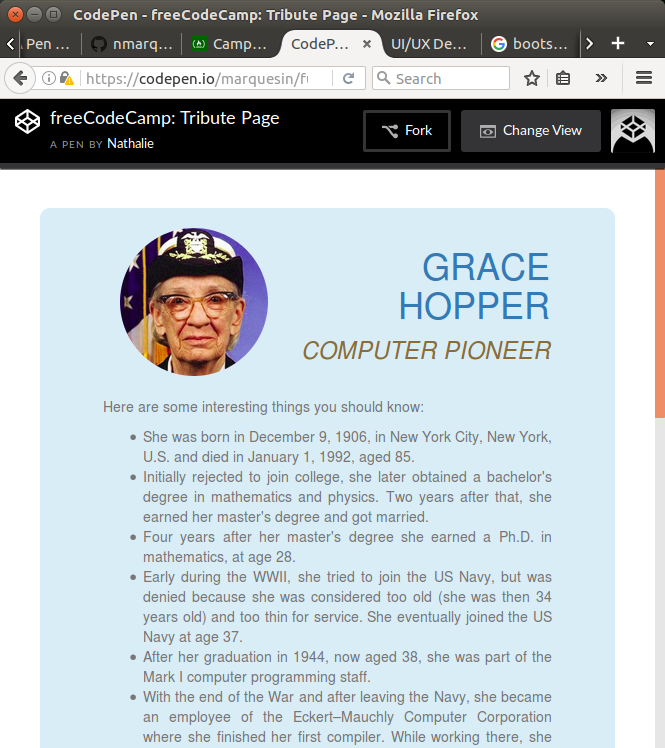 CodePen - freeCodeCamp: Tribute Page - Mozilla Firefox
Pen ...
nmarq...
Camp...
CodeP...
UI/UX De...
boots...
https://codepen.io/marquesin/fu
Search
freeCodeCamp: Tribute Page
A PEN BY Nathalie
Fork
Change View
GRACE
HOPPER
COMPUTER PIONEER
Here are some interesting things you should know:
She was born in December 9, 1906, in New York City, New York,
U.S. and died in January 1, 1992, aged 85.
Initially rejected to join college, she later obtained a bachelor's
degree in mathematics and physics. Two years after that, she
earned her master's degree and got married.
Four years after her master's degree she earned a Ph.D. in
mathematics, at age 28.
Early during the WWII, she tried to join the US Navy, but was
denied because she was considered too old (she was then 34
years old) and too thin for service. She eventually joined the US
Navy at age 37.
After her graduation in 1944, now aged 38, she was part of the
Mark I computer programming staff.
With the end of the War and after leaving the Navy, she became
an employee of the Eckert–Mauchly Computer Corporation
where she finished her first compiler. While working there, she